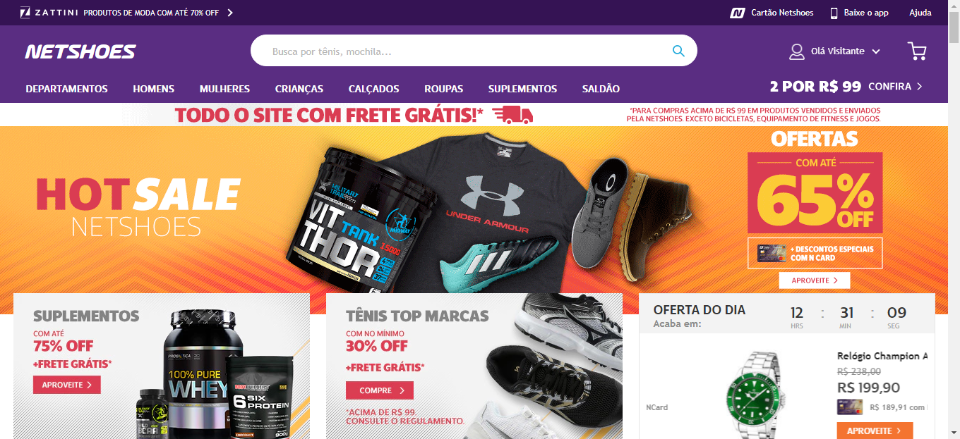 ZATTINI PRODUTOS DE MODA COM ATÉ 70% OFF
Cartão Netshoes
Baixe o app
Ajuda
NETSHOES
Busca por tênis, mochila...
Olá Visitante
DEPARTAMENTOS
HOMENS
MULHERES
CRIANÇAS
CALÇADOS
ROUPAS
SUPLEMENTOS
SALDÃO
2 POR R$ 99 CONFIRA
TODO O SITE COM FRETE GRÁTIS!*
*PARA COMPRAS ACIMA DE R$ 99 EM PRODUTOS VENDIDOS E ENVIADOS
PELA NETSHOES. EXCETO BICICLETAS, EQUIPAMENTO DE FITNESS E JOGOS.
HOT SALE
NETSHOES
MILITARY
TRAINING
VIT
TANK
THOR
UNDER ARMOUR
OFERTAS
COM ATÉ
65%
OFF
+ DESCONTOS ESPECIAIS
COM N CARD
APROVEITE
SUPLEMENTOS
COM ATÉ
75% OFF
+FRETE GRÁTIS*
APROVEITE
100% PURE
WHEY
6 SIX
PROTEIN
TÊNIS TOP MARCAS
COM NO MÍNIMO
30% OFF
+FRETE GRÁTIS*
COMPRE
*ACIMA DE R$ 99.
CONSULTE O REGULAMENTO.
OFERTA DO DIA
Acaba em:
12 : 31 : 09
HRS MIN SEG
Relógio Champion A
R$ 238,00
R$ 199,90
NCard
R$ 189,91 com
APROVEITE